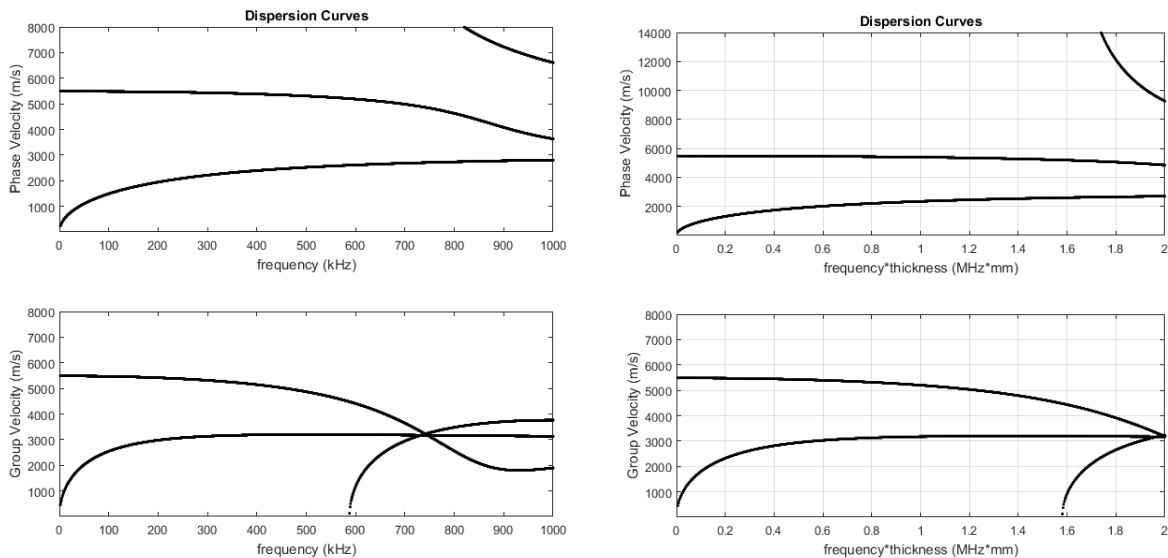 Dispersion Curves
8000
7000
6000
5000
4000
3000
2000
1000
Phase Velocity (m/s)
0 100 200 300 400 500 600 700 800 900 1000
frequency (kHz)
Dispersion Curves
14000
12000
10000
8000
6000
4000
2000
Phase Velocity (m/s)
0 0.2 0.4 0.6 0.8 1 1.2 1.4 1.6 1.8 2
frequency*thickness (MHz*mm)
8000
7000
6000
5000
4000
3000
2000
1000
Group Velocity (m/s)
0 100 200 300 400 500 600 700 800 900 1000
frequency (kHz)
8000
7000
6000
5000
4000
3000
2000
1000
Group Velocity (m/s)
0 0.2 0.4 0.6 0.8 1 1.2 1.4 1.6 1.8 2
frequency*thickness (MHz*mm)